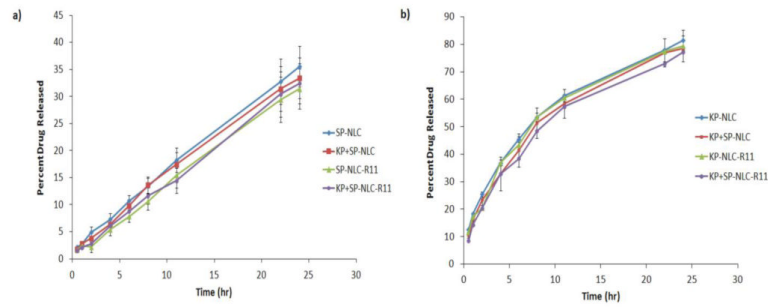 a)
45
40
35
30
25
20
15
10
5
0
Percent Drug Released
0 5 10 15 20 25 30
Time (hr)
SP-NLC
KP+SP-NLC
SP-NLC-R11
KP+SP-NLC-R11
b)
90
80
70
60
50
40
30
20
10
0
Percent Drug Released
0 5 10 15 20 25 30
Time (hr)
KP-NLC
KP+SP-NLC
KP-NLC-R11
KP+SP-NLC-R11